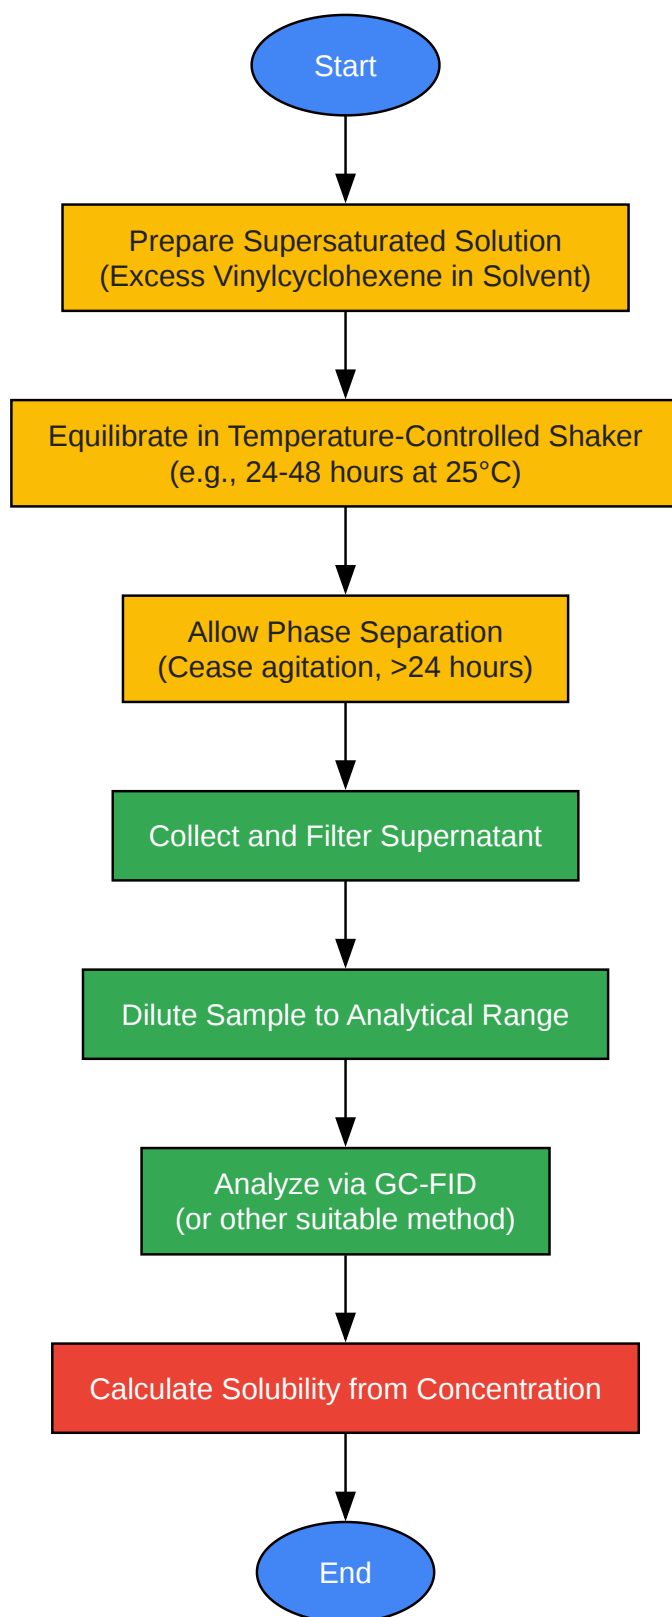 Start
Prepare Supersaturated Solution
(Excess Vinylcyclohexene in Solvent)
Equilibrate in Temperature-Controlled Shaker
(e.g., 24-48 hours at 25°C)
Allow Phase Separation
(Cease agitation, >24 hours)
Collect and Filter Supernatant
Dilute Sample to Analytical Range
Analyze via GC-FID
(or other suitable method)
Calculate Solubility from Concentration
End